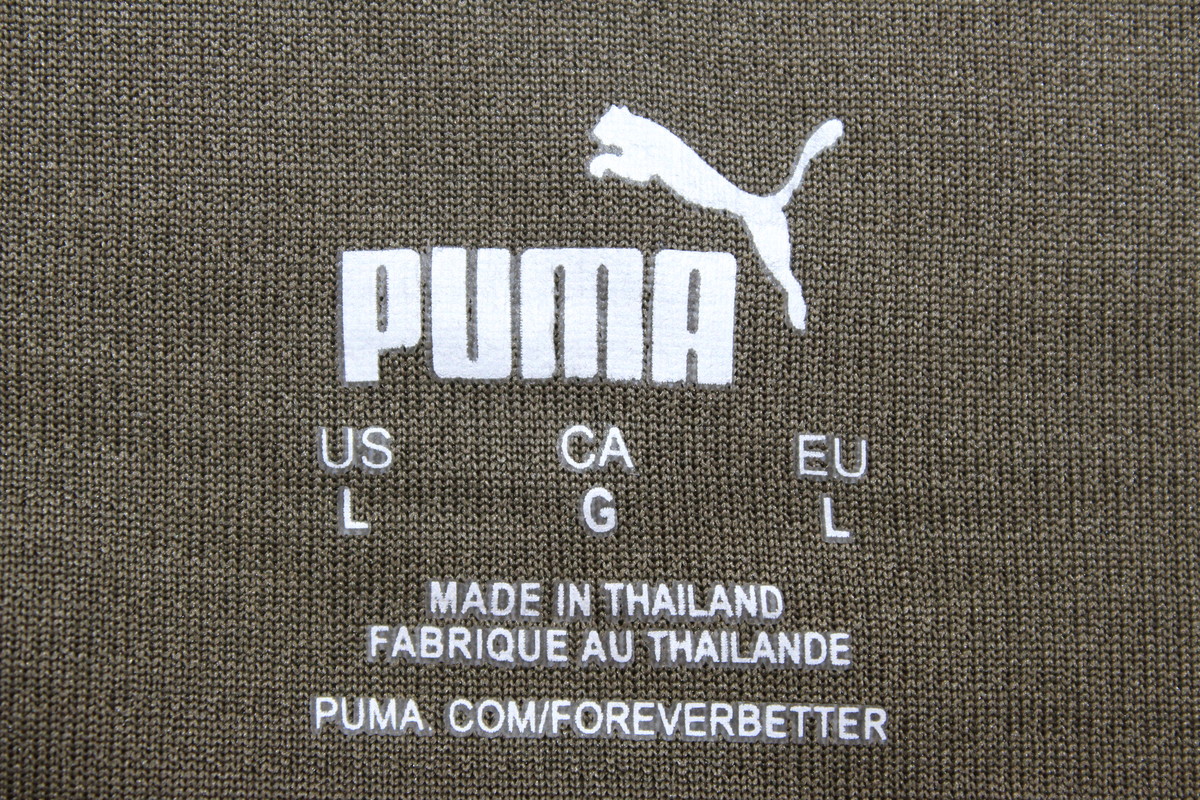 PUMA
US CA EU
L G L
MADE IN THAILAND
FABRIQUE AU THAILANDE
PUMA. COM/FOREVERBETTER